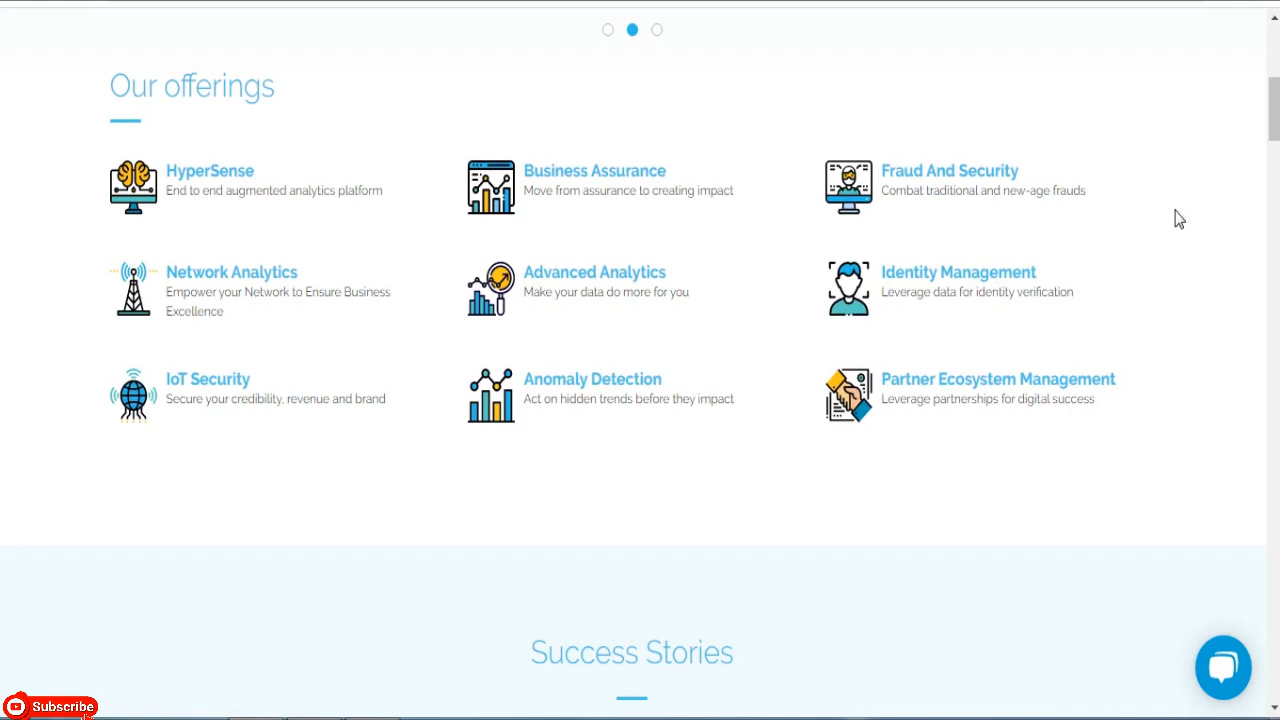 Our offerings
HyperSense
End to end augmented analytics platform
Business Assurance
Move from assurance to creating impact
Fraud And Security
Combat traditional and new-age frauds
Network Analytics
Empower your Network to Ensure Business
Excellence
Advanced Analytics
Make your data do more for you
Identity Management
Leverage data for identity verification
IoT Security
Secure your credibility, revenue and brand
Anomaly Detection
Act on hidden trends before they impact
Partner Ecosystem Management
Leverage partnerships for digital success
Success Stories
Subscribe